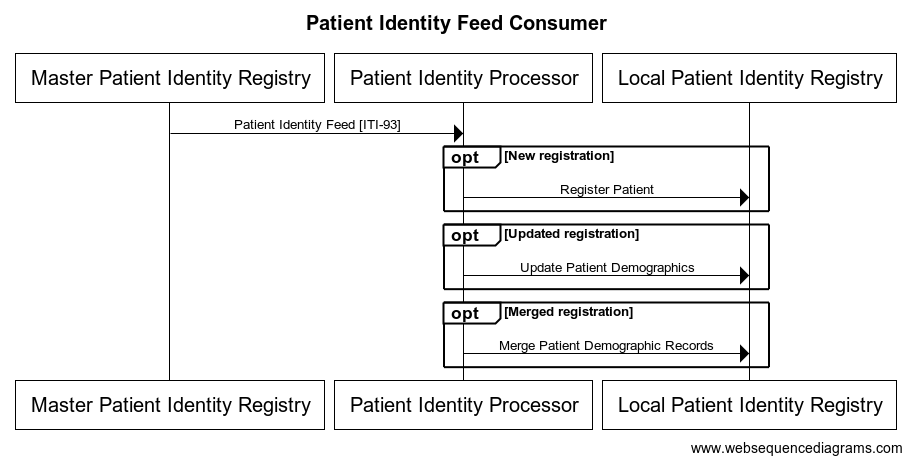 Patient Identity Feed Consumer
Master Patient Identity Registry
Patient Identity Processor
Local Patient Identity Registry
Patient Identity Feed [ITI-93]
opt
[New registration]
Register Patient
opt
[Updated registration]
Update Patient Demographics
opt
[Merged registration]
Merge Patient Demographic Records
Master Patient Identity Registry
Patient Identity Processor
Local Patient Identity Registry
www.websequencediagrams.com